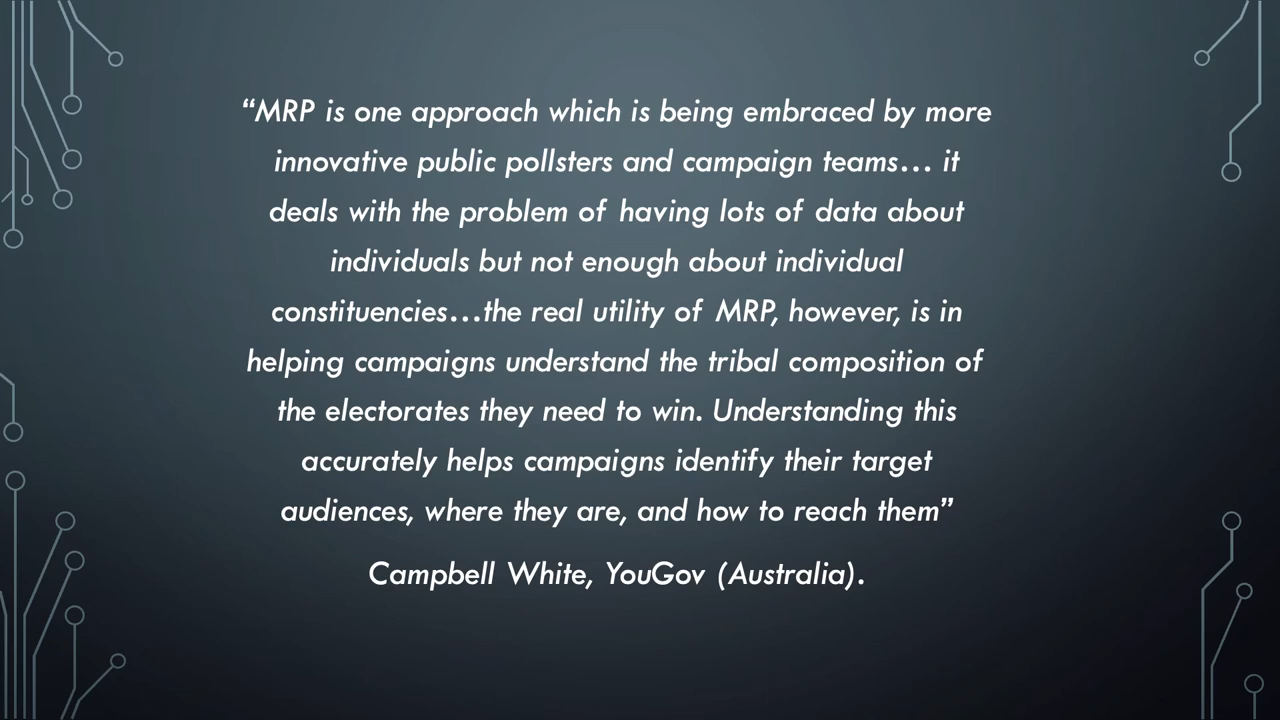 “MRP is one approach which is being embraced by more
innovative public pollsters and campaign teams… it
deals with the problem of having lots of data about
individuals but not enough about individual
constituencies…the real utility of MRP, however, is in
helping campaigns understand the tribal composition of
the electorates they need to win. Understanding this
accurately helps campaigns identify their target
audiences, where they are, and how to reach them”
Campbell White, YouGov (Australia).